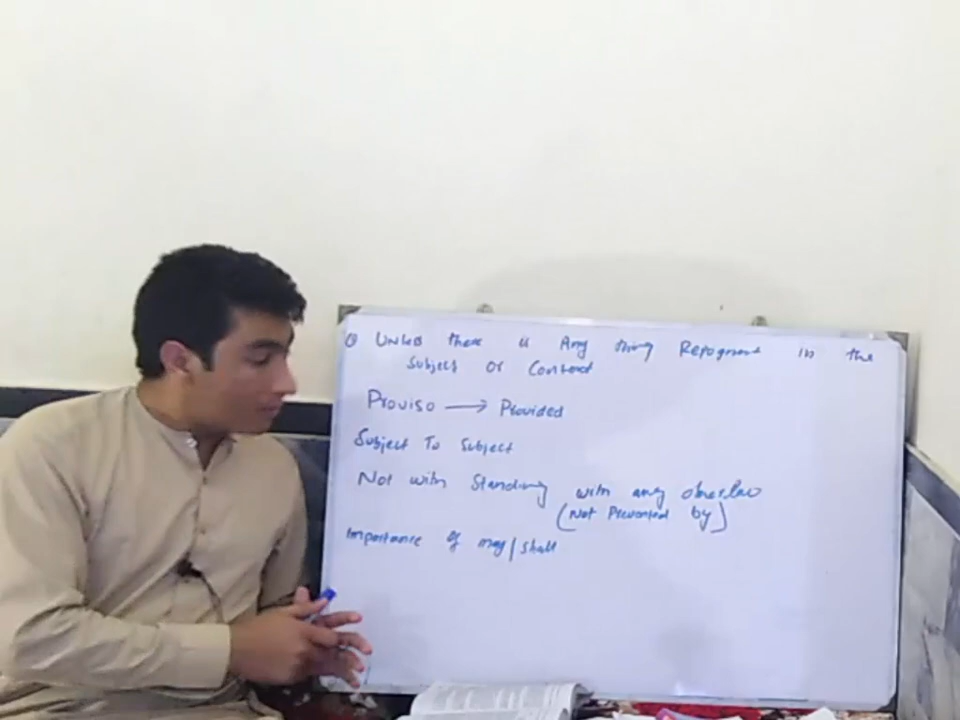 Unless there is Any thing Repognant in the
Subject or Context
Proviso → Provided
Subject To Subject
Not with Standing with any other law
(Not Prevented by)
Importance of may/shall